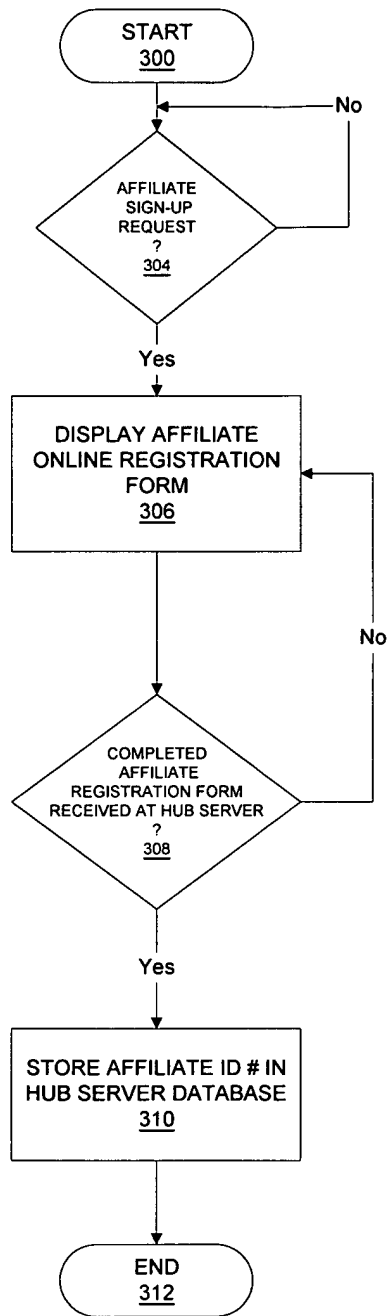 START
300
No
AFFILIATE
SIGN-UP
REQUEST
?
304
Yes
DISPLAY AFFILIATE
ONLINE REGISTRATION
FORM
306
No
COMPLETED
AFFILIATE
REGISTRATION FORM
RECEIVED AT HUB SERVER
?
308
Yes
STORE AFFILIATE ID # IN
HUB SERVER DATABASE
310
END
312